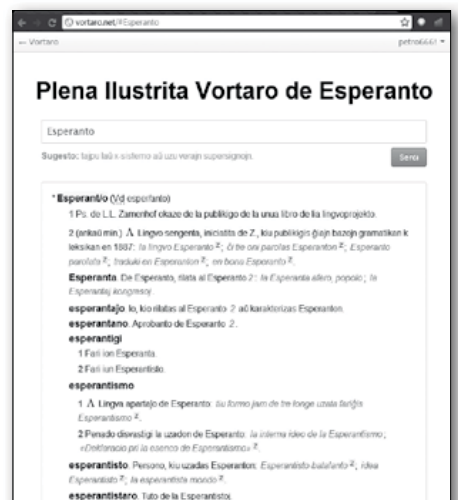 vortaro.net/#Esperanto
← Vortaro petro6661
Plena Ilustrita Vortaro de Esperanto
Esperanto
Sugesto: tajpu laŭ x-sistemo aŭ uzu verajn supersignojn. Serĉi
* Esperant/o (Vd esperi/anto)
1 Ps. de L.L. Zamenhof okaze de la publikigo de la unua libro de lia lingvoprojekto.
2 (ankaŭ min.) Λ Lingvo sengenta, iniciatita de Z., kiu publikigis ĝiajn bazajn gramatikon k
leksikan en 1887: la lingvo Esperanto Z; ĉi tie oni parolas Esperanton Z; Esperanto
parolata Z; traduki en Esperanton Z; en bona Esperanto Z.
Esperanta. De Esperanto, rilata al Esperanto 2: la Esperanta afero, popolo; la
Esperantaj kongresoj.
esperantaĵo. Io, kio rilatas al Esperanto 2 aŭ karakterizas Esperanton.
esperantano. Aprobanto de Esperanto 2.
esperantigi
1 Fari ion Esperanta.
2 Fari iun Esperantisto.
esperantismo
1 Λ Lingva apartaĵo de Esperanto: tiu formo jam de tre longe uzata fariĝis
Esperantismo Z.
2 Penado disvastigi la uzadon de Esperanto: la interna ideo de la Esperantismo;
«Deklaracio pri la esenco de Esperantismo» Z.
esperantisto. Persono, kiu uzadas Esperanton: Esperantisto batalanto Z; idea
Esperantisto Z; la esperantista mondo Z.
esperantistaro. Tuto de la Esperantistoj.